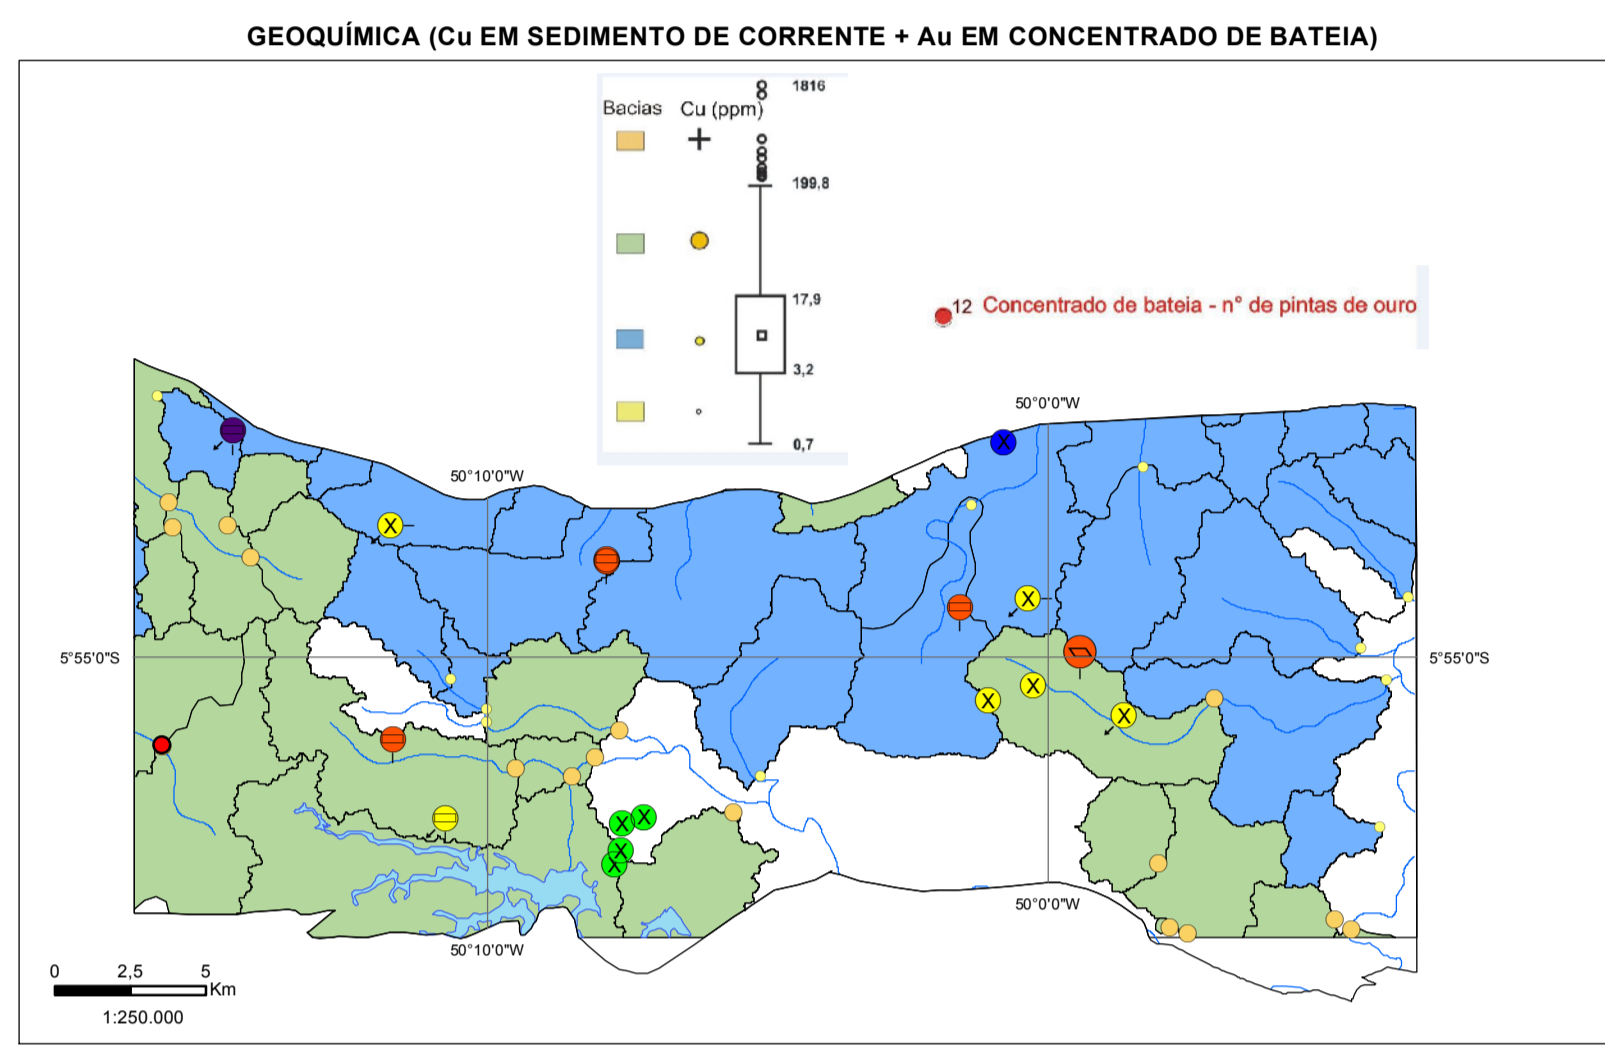 GEOQUÍMICA (Cu EM SEDIMENTO DE CORRENTE + Au EM CONCENTRADO DE BATEIA)
Bacias Cu (ppm)
1816
199,8
17,9
3,2
0,7
12 Concentrado de bateia - n° de pintas de ouro
50°0'0"W
50°10'0"W
5°55'0"S
5°55'0"S
X
X
X
X
X
X
X
X
X
X
50°0'0"W
50°10'0"W
0 2,5 5
Km
1:250.000